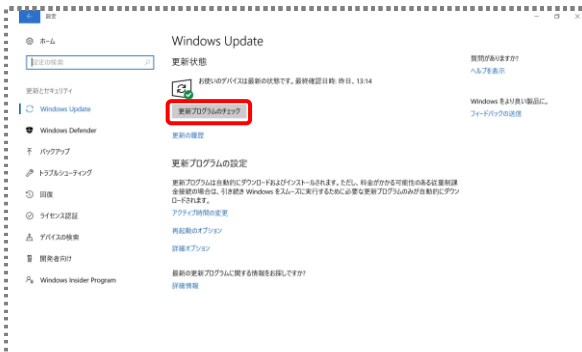 設定
ホーム
設定の検索
更新とセキュリティ
Windows Update
Windows Defender
バックアップ
トラブルシューティング
回復
ライセンス認証
デバイスの検索
開発者向け
Windows Insider Program
Windows Update
更新状態
お使いのデバイスは最新の状態です。最終確認日時: 昨日、13:14
更新プログラムのチェック
更新の履歴
更新プログラムの設定
更新プログラムは自動的にダウンロードおよびインストールされます。ただし、料金がかかる可能性のある従量制課
金接続の場合は、引き続き Windows をスムーズに実行するために必要な更新プログラムのみが自動的にダウン
ロードされます。
アクティブ時間の変更
再起動のオプション
詳細オプション
最新の更新プログラムに関する情報をお探しですか?
詳細情報
質問がありますか?
ヘルプを表示
Windows をより良い製品に。
フィードバックの送信